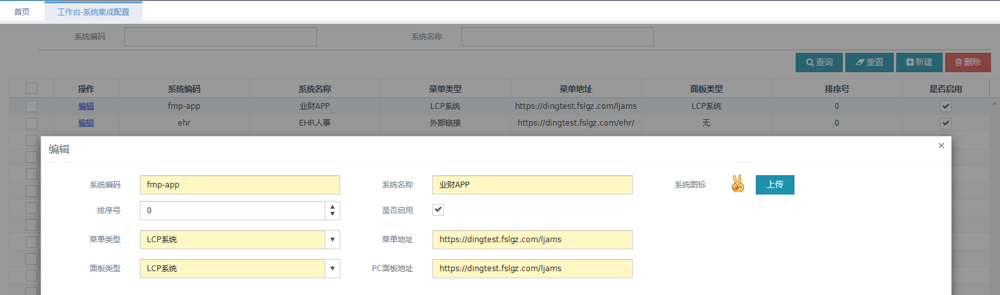 首页 工作台-系统集成配置
系统编码 系统名称
查询 重置 新建 删除
操作 系统编码 系统名称 菜单类型 菜单地址 面板类型 排序号 是否启用
编辑 fmp-app 业财APP LCP系统 https://dingtest.fslgz.com/ljams LCP系统 0
编辑 ehr EHR人事 外部链接 https://dingtest.fslgz.com/ehr/ 无 0
编辑
系统编码 fmp-app 系统名称 业财APP 系统图标 上传
排序号 0 是否启用
菜单类型 LCP系统 菜单地址 https://dingtest.fslgz.com/ljams
面板类型 LCP系统 PC面板地址 https://dingtest.fslgz.com/ljams